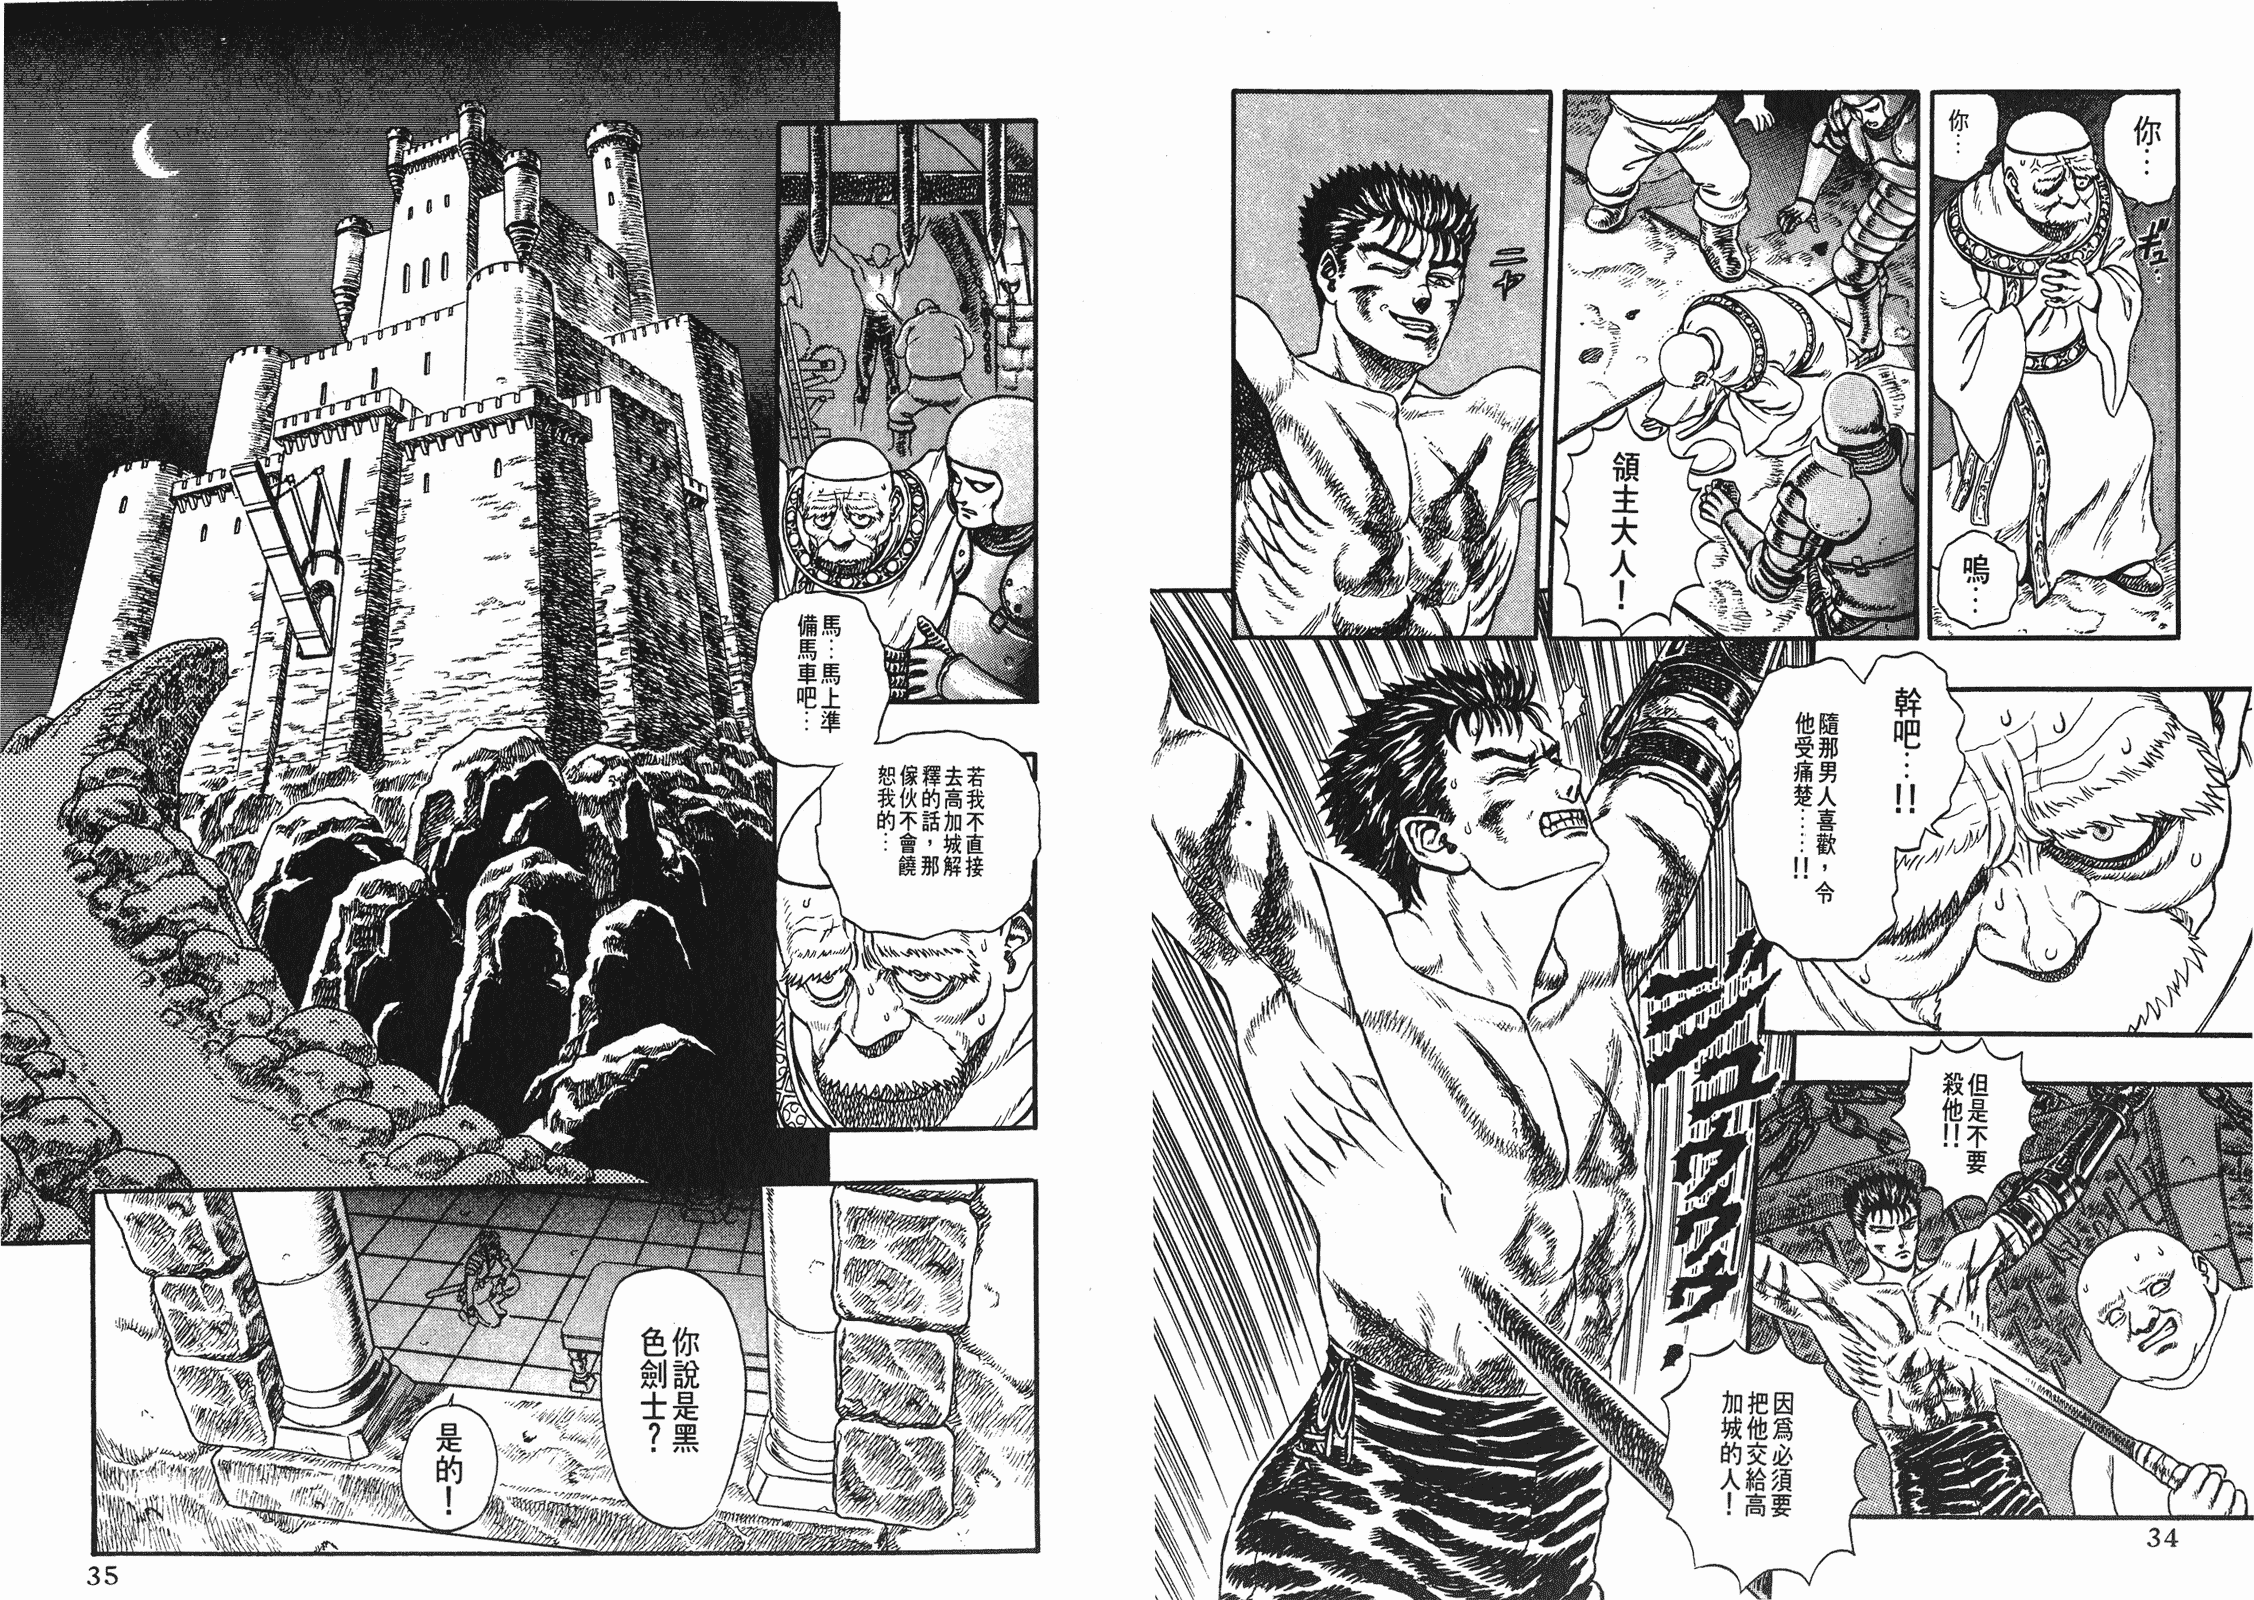 你…
你…
ギュ…
嗚…
領主大人！
ニヤ
幹吧…!!
隨那男人喜歡，令
他受痛楚……!!
但是不要
殺他!!
因爲必須要
把他交給高
加城的人！
34
馬…馬上準
備馬車吧…
若我不直接
去高加城解
釋的話，那
傢伙不會饒
恕我的…
你說是黑
色劍士？
是的！
35